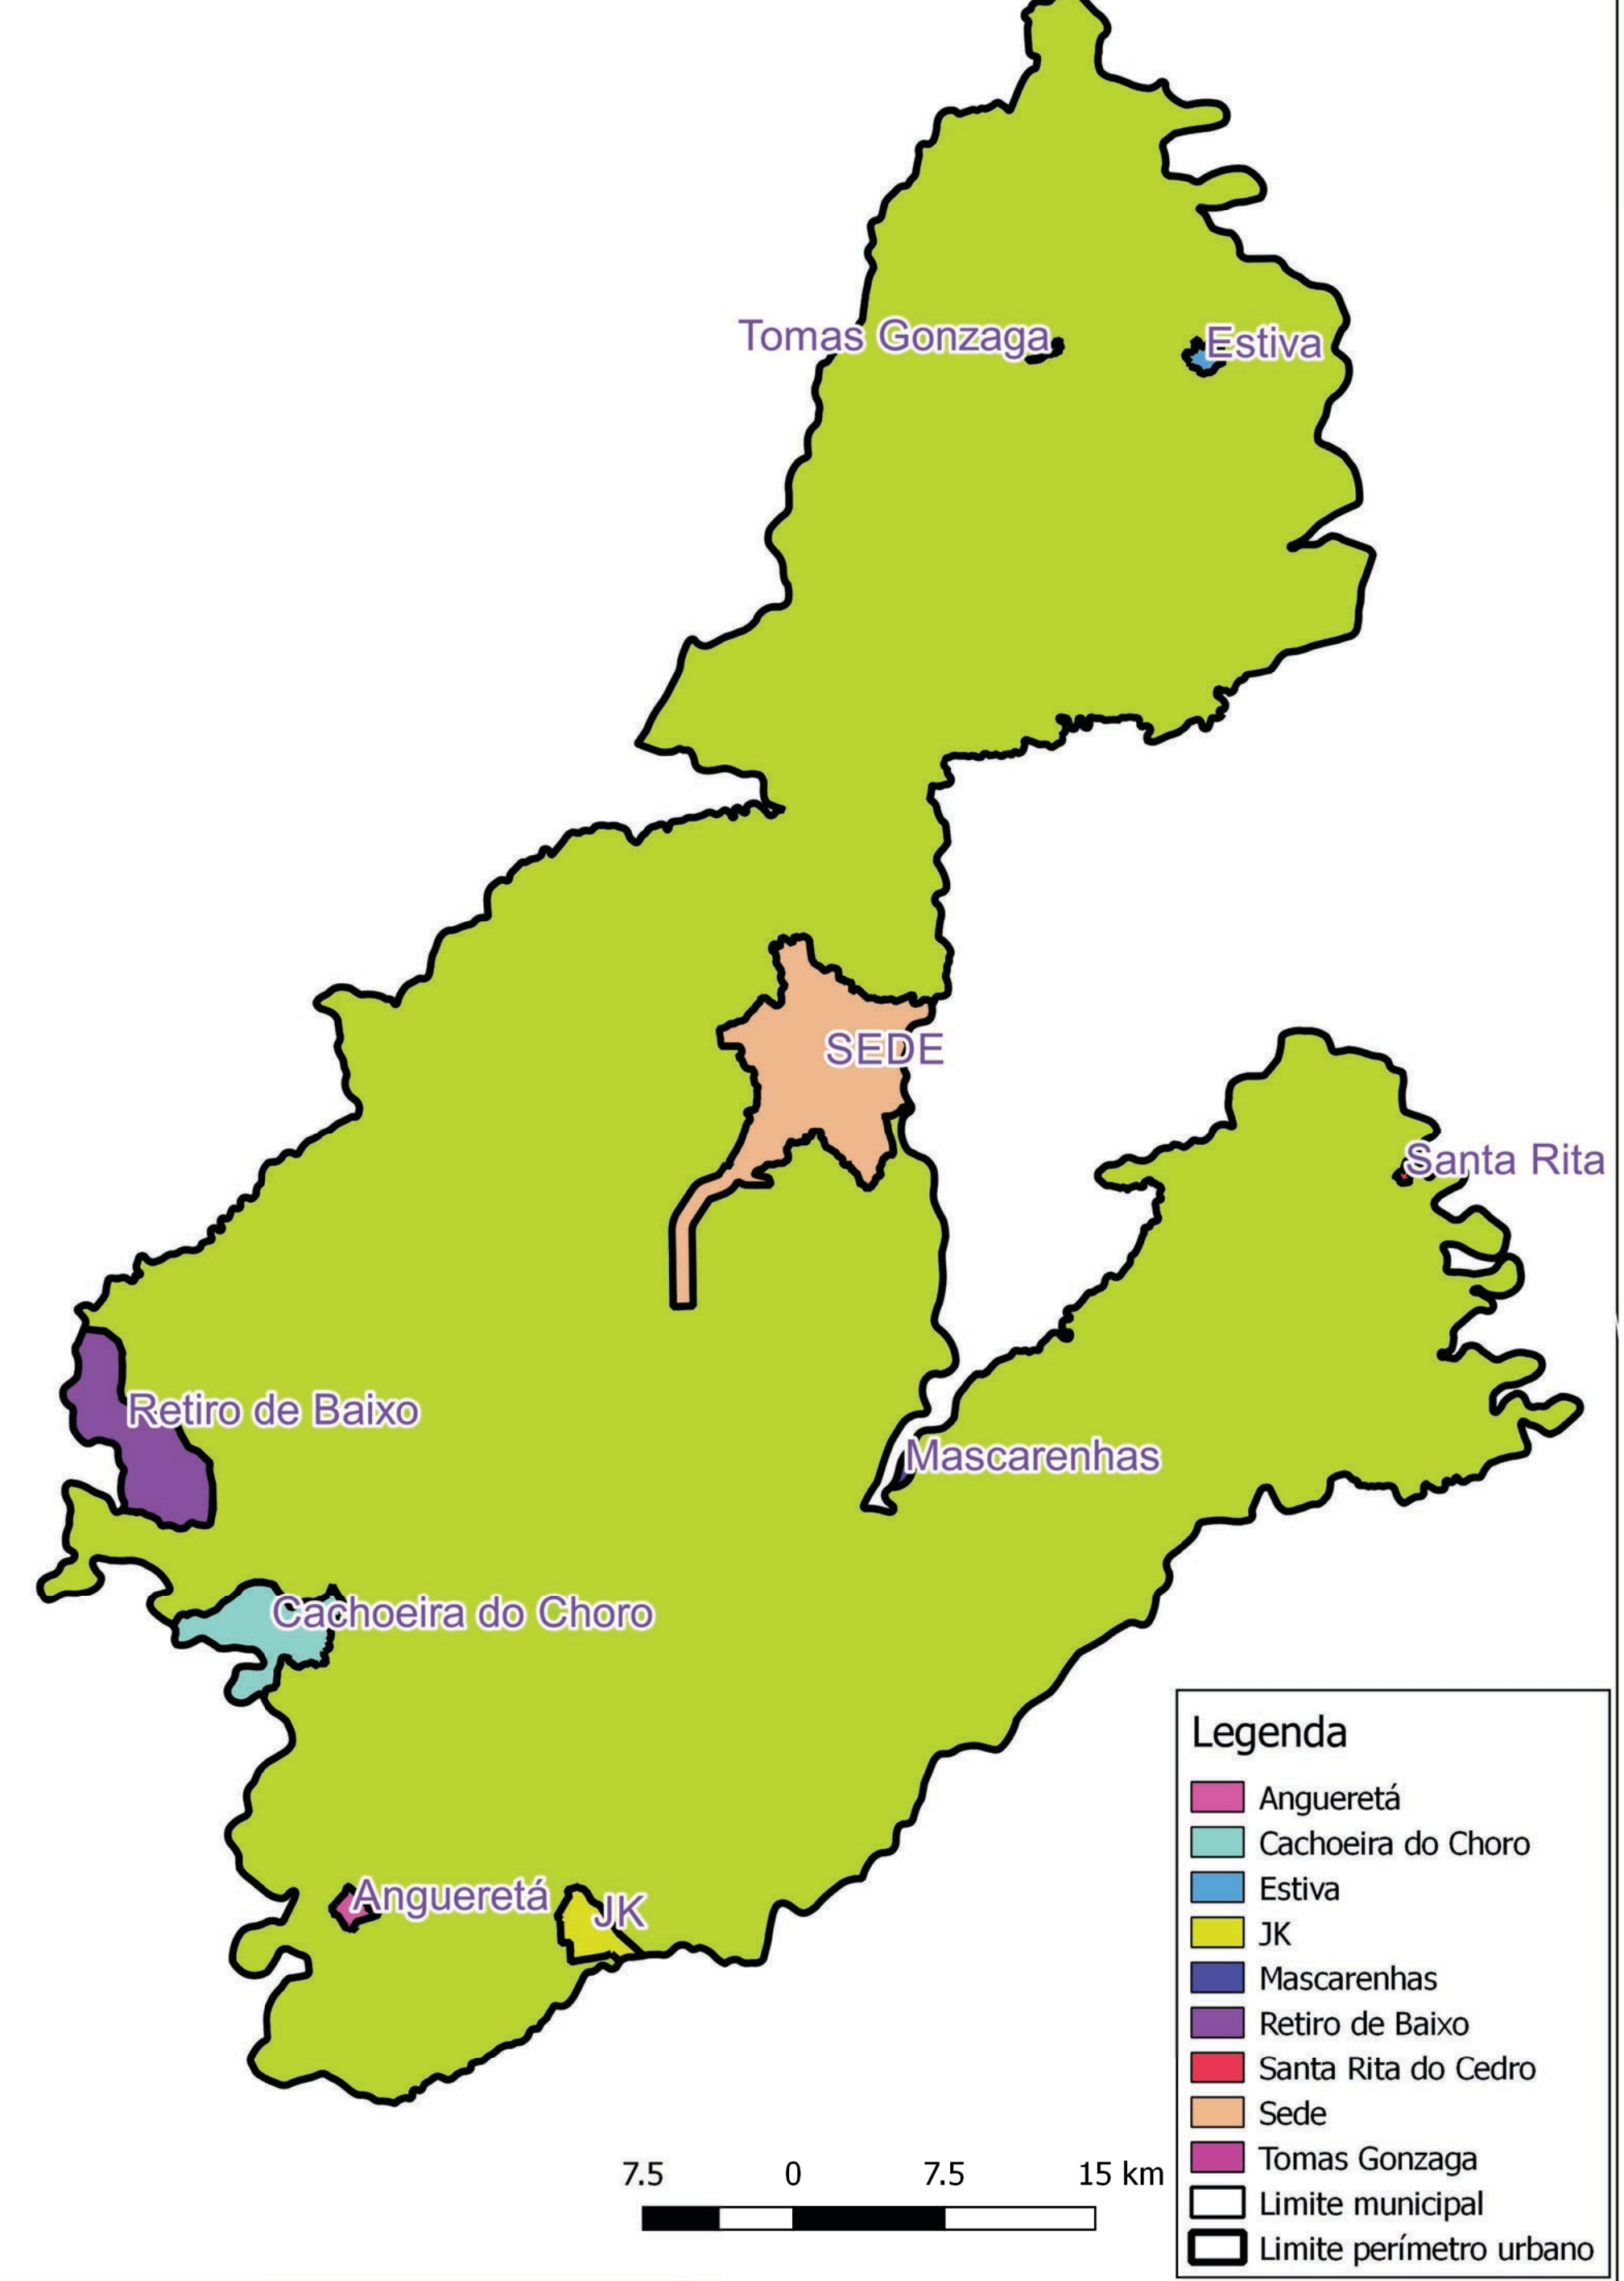 Tomas Gonzaga
Estiva
SEDE
Santa Rita
Retiro de Baixo
Mascarenhas
Cachoeira do Choro
Angueretá
JK
Legenda
Angueretá
Cachoeira do Choro
Estiva
JK
Mascarenhas
Retiro de Baixo
Santa Rita do Cedro
Sede
Tomas Gonzaga
Limite municipal
Limite perímetro urbano
7.5 0 7.5 15 km